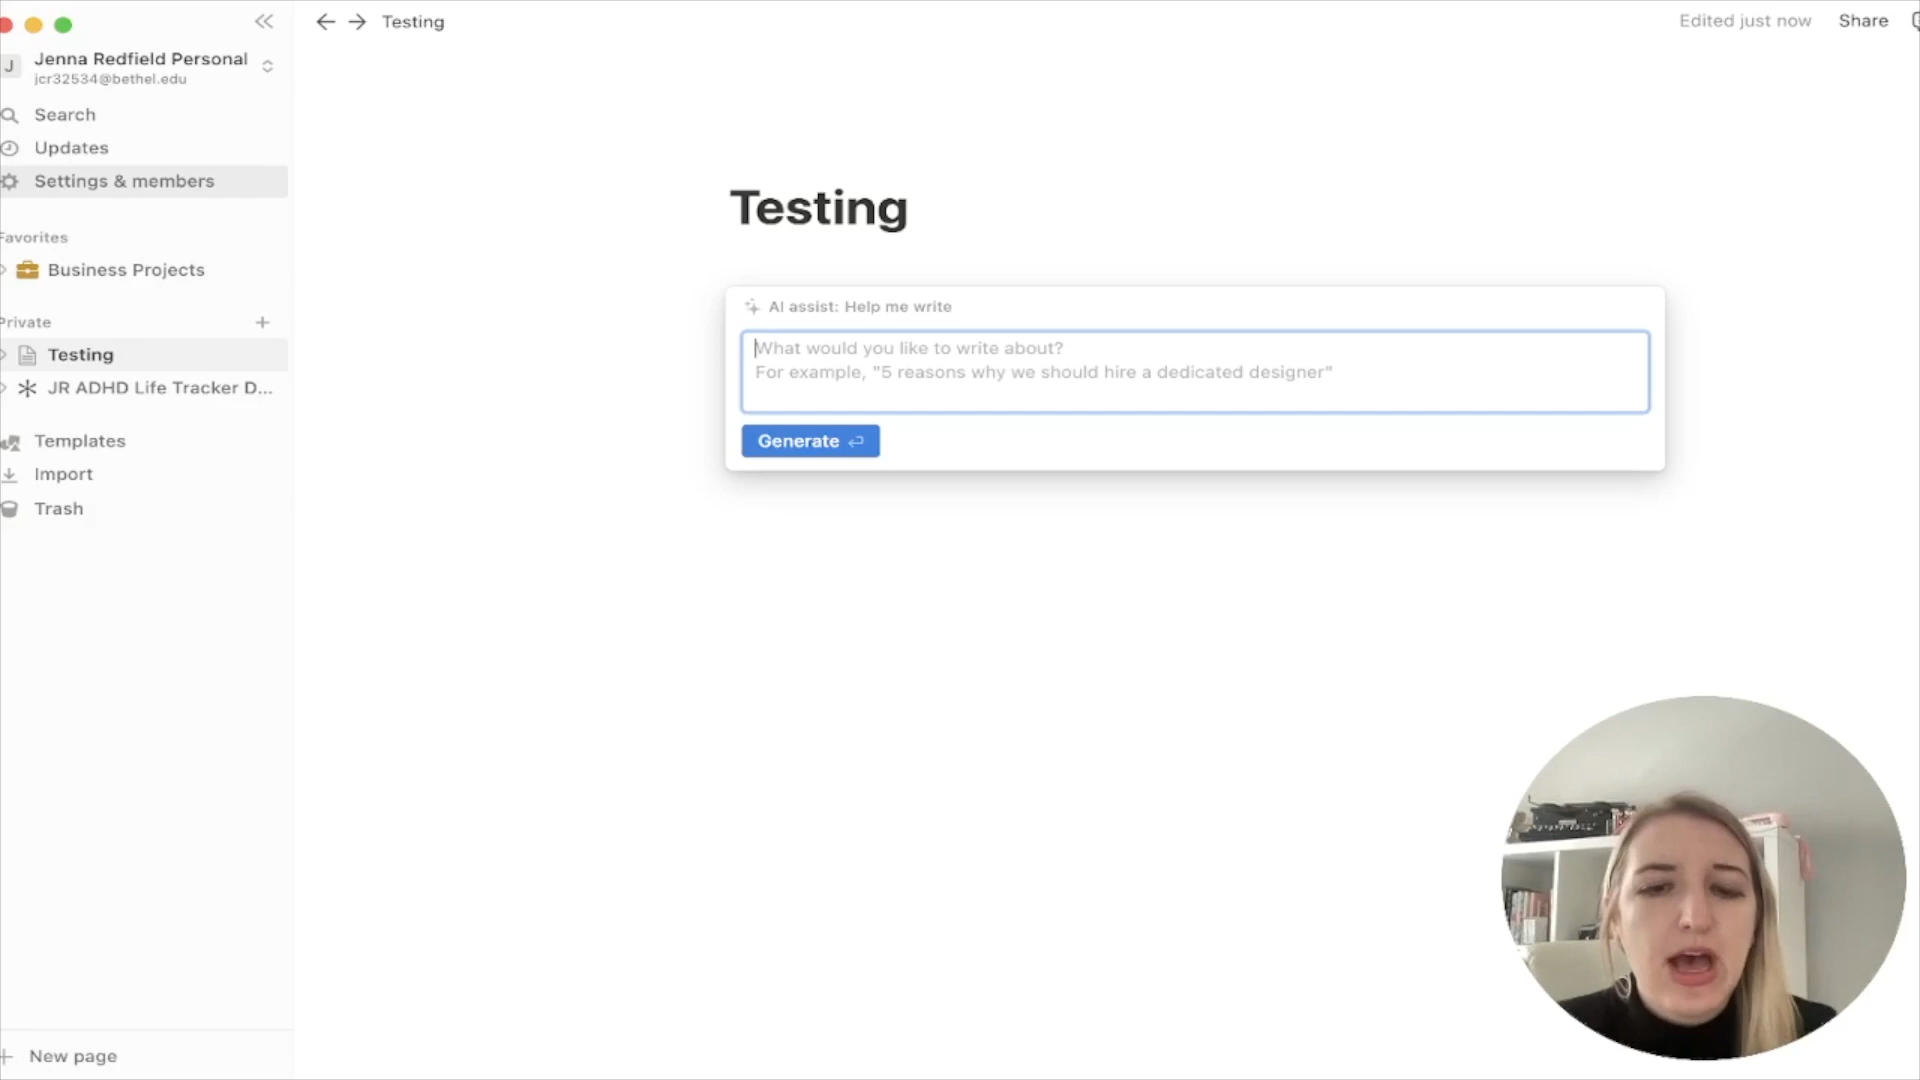 Testing
Edited just now
Share
J
Jenna Redfield Personal
jcr32534@bethel.edu
Search
Updates
Settings & members
Favorites
Business Projects
Private
Testing
JR ADHD Life Tracker D...
Templates
Import
Trash
New page
Testing
AI assist: Help me write
What would you like to write about?
For example, "5 reasons why we should hire a dedicated designer"
Generate